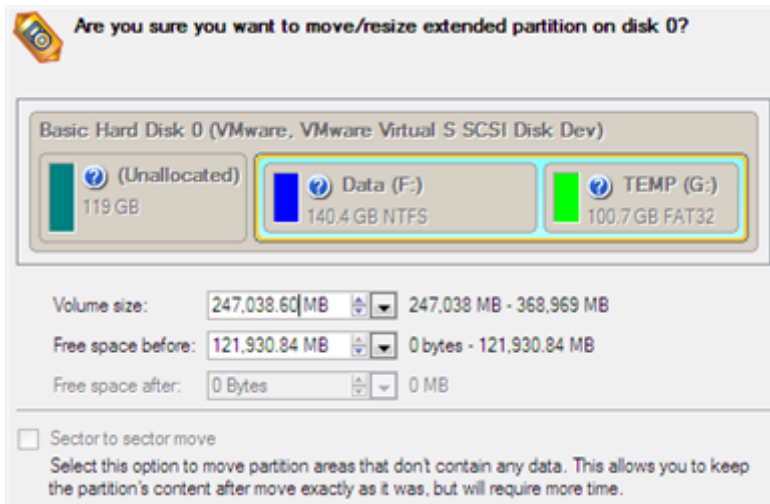 Are you sure you want to move/resize extended partition on disk 0?
Basic Hard Disk 0 (VMware, VMware Virtual S SCSI Disk Dev)
(Unallocated)
119 GB
Data (F:)
140.4 GB NTFS
TEMP (G:)
100.7 GB FAT32
Volume size: 247,038.60 MB 247,038 MB - 368,969 MB
Free space before: 121,930.84 MB 0 bytes - 121,930.84 MB
Free space after: 0 Bytes 0 MB
Sector to sector move
Select this option to move partition areas that don't contain any data. This allows you to keep
the partition's content after move exactly as it was, but will require more time.